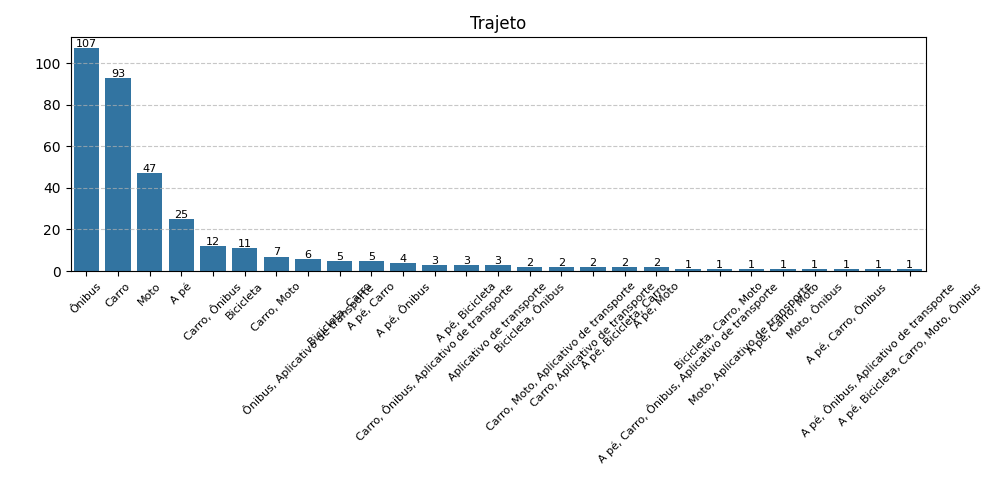 Trajeto
107
93
47
25
12
11
7
6
5
5
4
3
3
3
2
2
2
2
2
1
1
1
1
1
1
1
1
100
80
60
40
20
0
Ônibus
Carro
Moto
A pé
Carro, Ônibus
Bicicleta
Carro, Moto
Ônibus, Aplicativo de transporte
Bicicleta, Carro
A pé, Carro
A pé, Ônibus
Carro, Ônibus, Aplicativo de transporte
A pé, Bicicleta
Aplicativo de transporte
Bicicleta, Ônibus
Carro, Moto, Aplicativo de transporte
Carro, Aplicativo de transporte
A pé, Bicicleta, Carro
A pé, Moto
A pé, Carro, Ônibus, Aplicativo de transporte
Bicicleta, Carro, Moto
Moto, Aplicativo de transporte
A pé, Carro, Moto
Moto, Ônibus
A pé, Carro, Ônibus
A pé, Ônibus, Aplicativo de transporte
A pé, Bicicleta, Carro, Moto, Ônibus